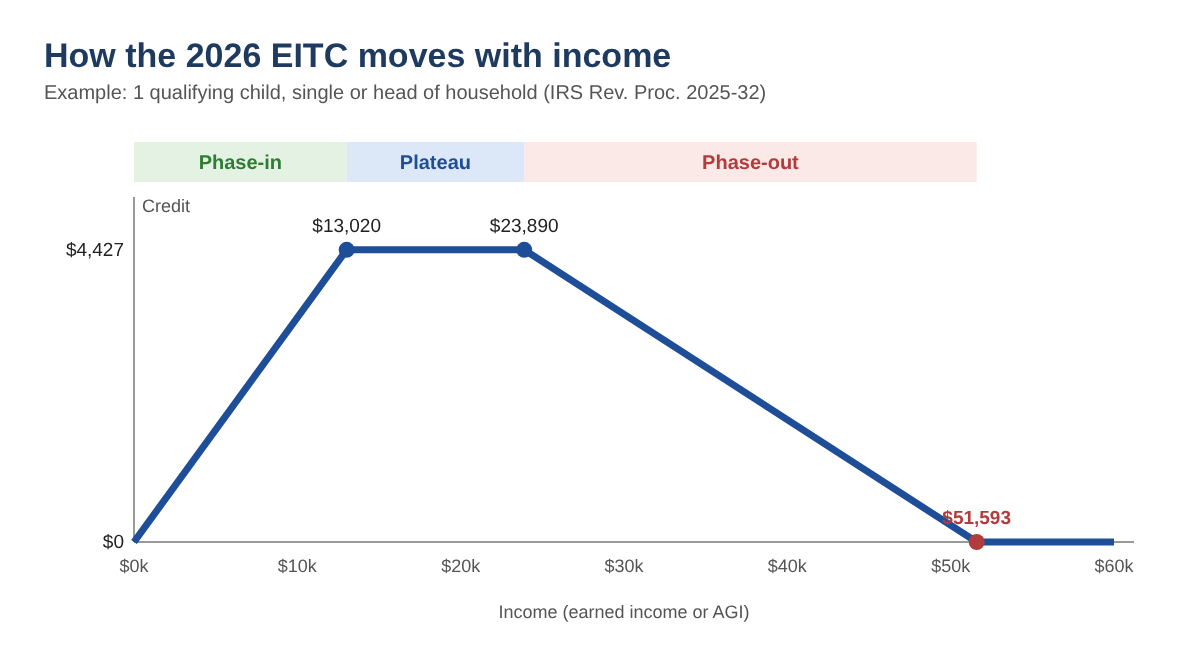 How the 2026 EITC moves with income
Example: 1 qualifying child, single or head of household (IRS Rev. Proc. 2025-32)
Phase-in Plateau Phase-out
Credit
$13,020 $23,890
$4,427
$51,593
$0
$0k $10k $20k $30k $40k $50k $60k
Income (earned income or AGI)